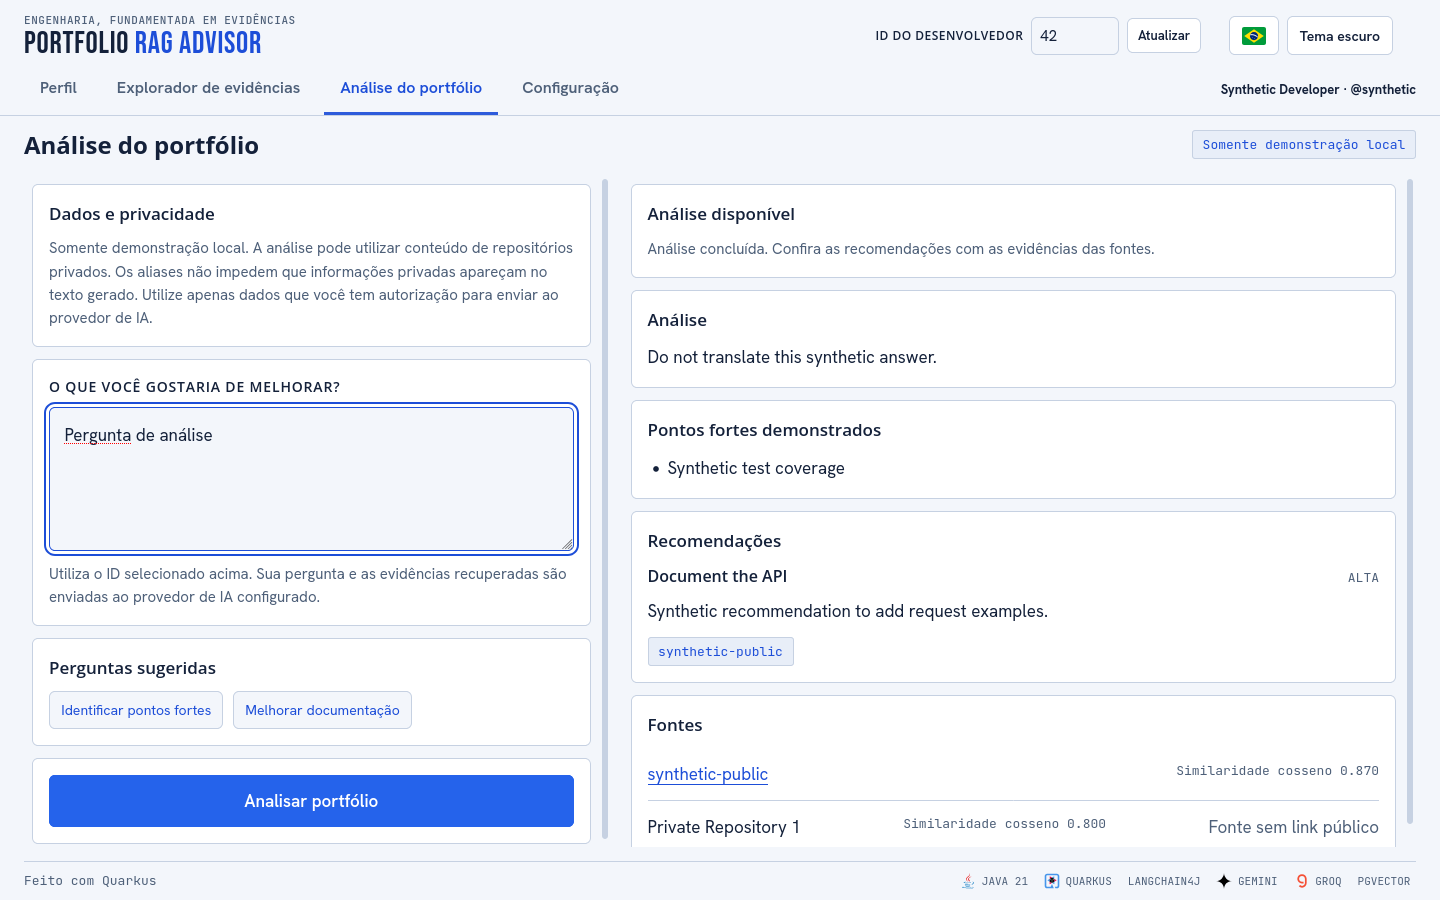 ENGENHARIA, FUNDAMENTADA EM EVIDÊNCIAS
PORTFOLIO RAG ADVISOR
ID DO DESENVOLVEDOR
42
Atualizar
Tema escuro
Perfil
Explorador de evidências
Análise do portfólio
Configuração
Synthetic Developer · @synthetic
Análise do portfólio
Somente demonstração local
Dados e privacidade
Somente demonstração local. A análise pode utilizar conteúdo de repositórios
privados. Os aliases não impedem que informações privadas apareçam no
texto gerado. Utilize apenas dados que você tem autorização para enviar ao
provedor de IA.
O QUE VOCÊ GOSTARIA DE MELHORAR?
Pergunta de análise
Utiliza o ID selecionado acima. Sua pergunta e as evidências recuperadas são
enviadas ao provedor de IA configurado.
Perguntas sugeridas
Identificar pontos fortes
Melhorar documentação
Analisar portfólio
Análise disponível
Análise concluída. Confira as recomendações com as evidências das fontes.
Análise
Do not translate this synthetic answer.
Pontos fortes demonstrados
• Synthetic test coverage
Recomendações
Document the API
ALTA
Synthetic recommendation to add request examples.
synthetic-public
Fontes
synthetic-public
Similaridade cosseno 0.870
Private Repository 1
Similaridade cosseno 0.800
Fonte sem link público
Feito com Quarkus
JAVA 21
QUARKUS
LANGCHAIN4J
GEMINI
GROQ
PGVECTOR